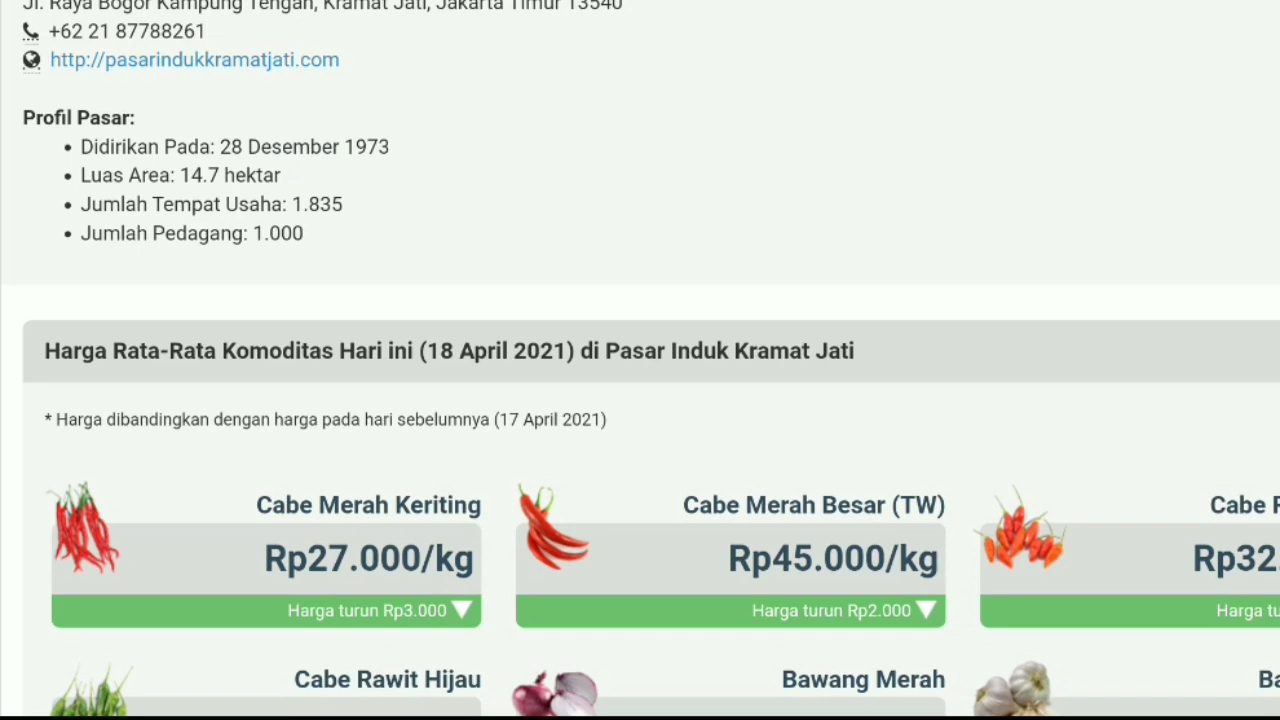 Jl. Raya Bogor Kampung Tengah, Kramat Jati, Jakarta Timur 13540
+62 21 87788261
http://pasarindukkramatjati.com
Profil Pasar:
• Didirikan Pada: 28 Desember 1973
• Luas Area: 14.7 hektar
• Jumlah Tempat Usaha: 1.835
• Jumlah Pedagang: 1.000
Harga Rata-Rata Komoditas Hari ini (18 April 2021) di Pasar Induk Kramat Jati
* Harga dibandingkan dengan harga pada hari sebelumnya (17 April 2021)
Cabe Merah Keriting
Rp27.000/kg
Harga turun Rp3.000
Cabe Merah Besar (TW)
Rp45.000/kg
Harga turun Rp2.000
Cabe
Rp32.
Harga
Cabe Rawit Hijau
Bawang Merah